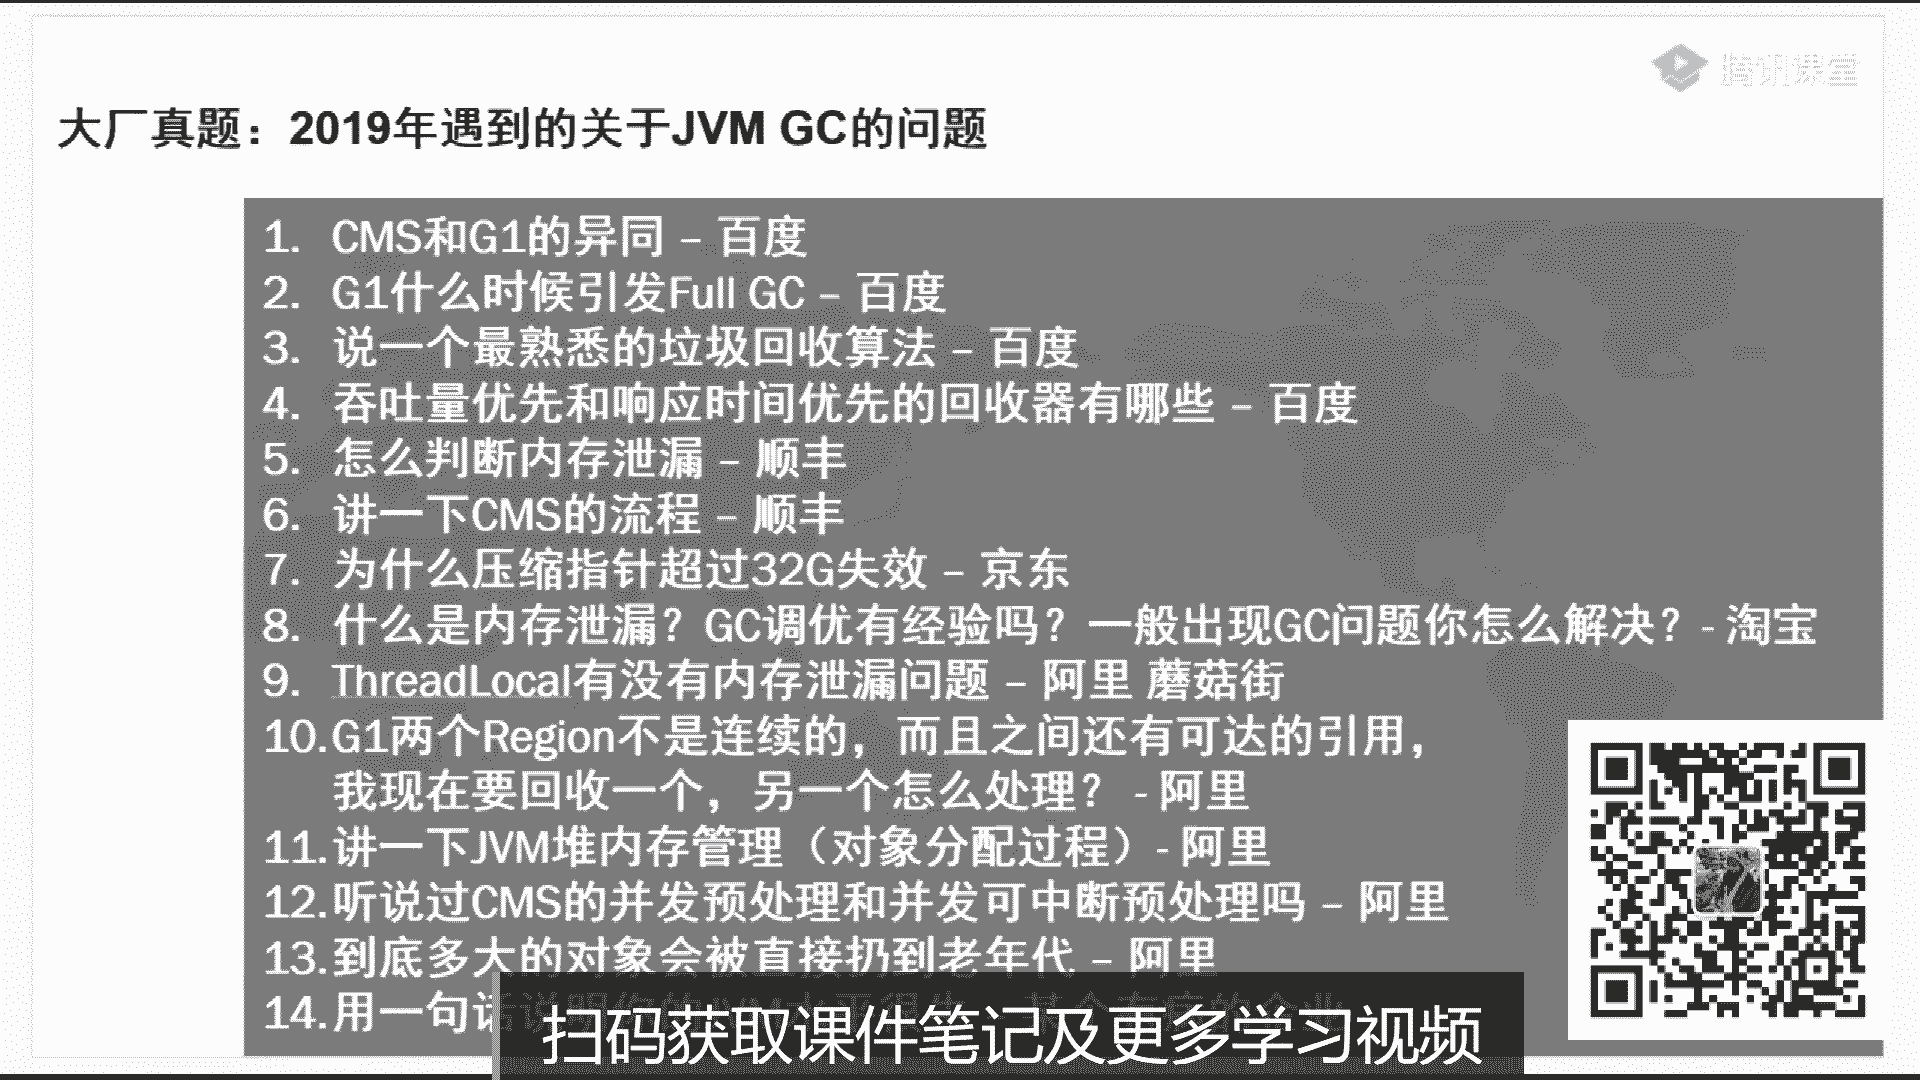 腾讯课堂
大厂真题：2019年遇到的关于JVM GC的问题
1. CMS和G1的异同 – 百度
2. G1什么时候引发Full GC – 百度
3. 说一个最熟悉的垃圾回收算法 – 百度
4. 吞吐量优先和响应时间优先的回收器有哪些 – 百度
5. 怎么判断内存泄漏 – 顺丰
6. 讲一下CMS的流程 – 顺丰
7. 为什么压缩指针超过32G失效 – 京东
8. 什么是内存泄漏？GC调优有经验吗？一般出现GC问题你怎么解决？- 淘宝
9. ThreadLocal有没有内存泄漏问题 – 阿里 蘑菇街
10. G1两个Region不是连续的，而且之间还有可达的引用，
我现在要回收一个，另一个怎么处理？ - 阿里
11. 讲一下JVM堆内存管理（对象分配过程）- 阿里
12. 听说过CMS的并发预处理和并发可中断预处理吗 – 阿里
13. 到底多大的对象会被直接扔到老年代 – 阿里
14. 用一句话说明你的JVM水平很牛
扫码获取课件笔记及更多学习视频